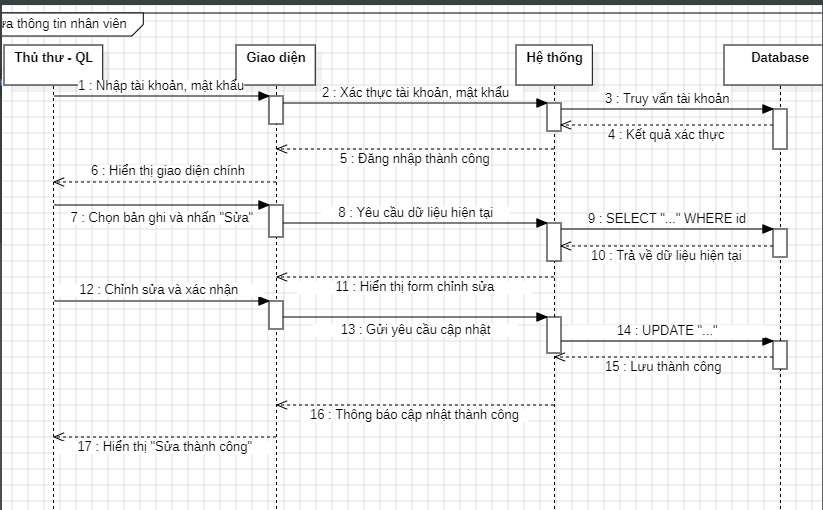 thông tin nhân viên
Thủ thư - QL
Giao diện
Hệ thống
Database
1 : Nhập tài khoản, mật khẩu
2 : Xác thực tài khoản, mật khẩu
3 : Truy vấn tài khoản
4 : Kết quả xác thực
5 : Đăng nhập thành công
6 : Hiển thị giao diện chính
7 : Chọn bản ghi và nhấn "Sửa"
8 : Yêu cầu dữ liệu hiện tại
9 : SELECT "..." WHERE id
10 : Trả về dữ liệu hiện tại
11 : Hiển thị form chỉnh sửa
12 : Chỉnh sửa và xác nhận
13 : Gửi yêu cầu cập nhật
14 : UPDATE "..."
15 : Lưu thành công
16 : Thông báo cập nhật thành công
17 : Hiển thị "Sửa thành công"